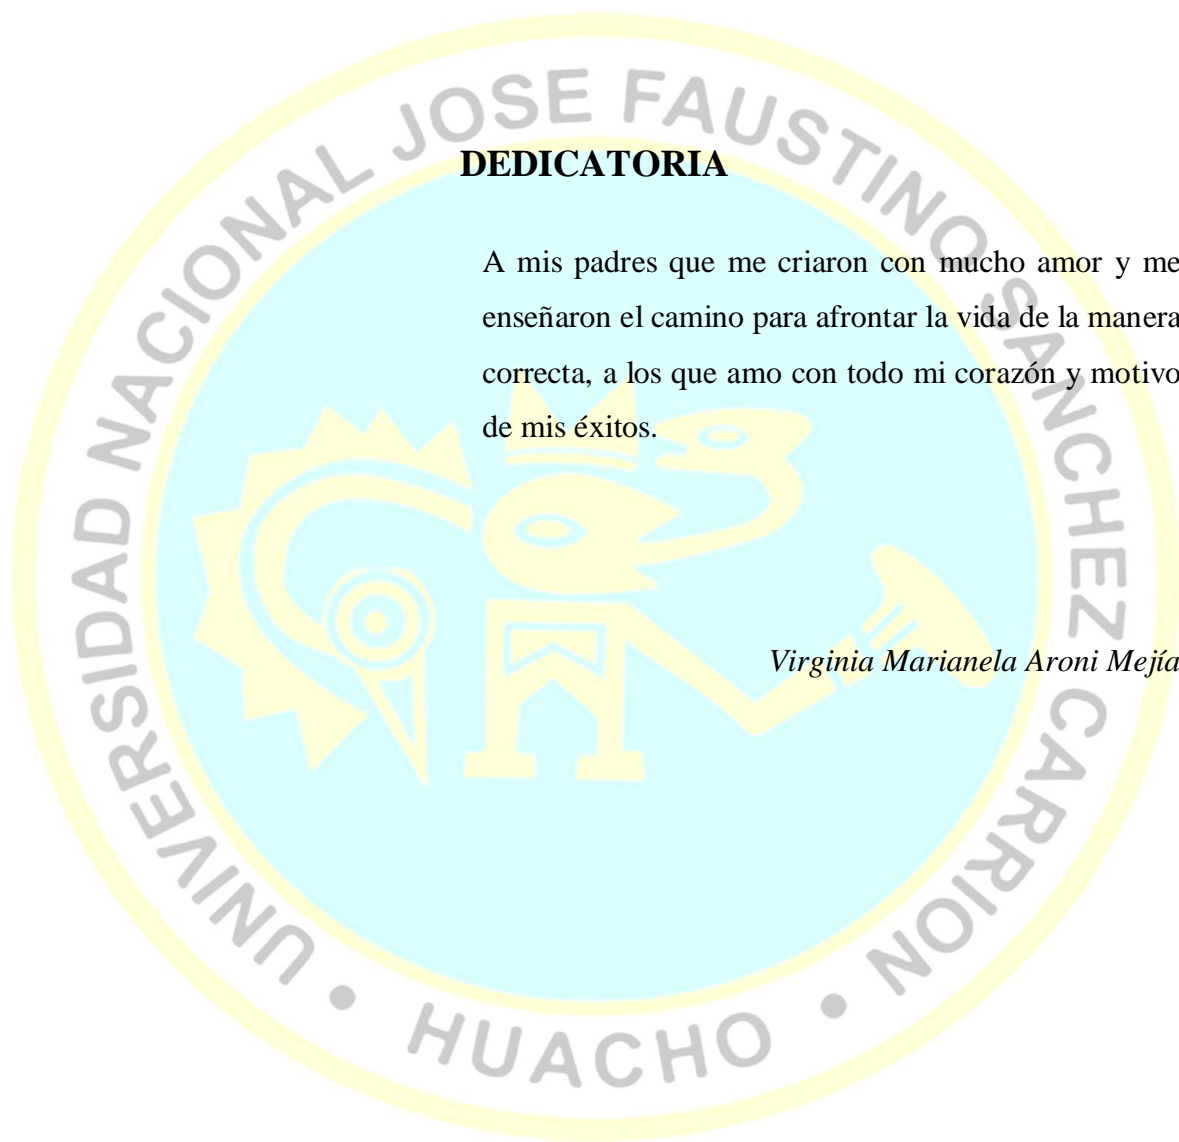 UNIVERSIDAD NACIONAL JOSE FAUSTINO SANCHEZ CARRION
• HUACHO •
DEDICATORIA
A mis padres que me criaron con mucho amor y me
enseñaron el camino para afrontar la vida de la manera
correcta, a los que amo con todo mi corazón y motivo
de mis éxitos.
Virginia Marianela Aroni Mejía